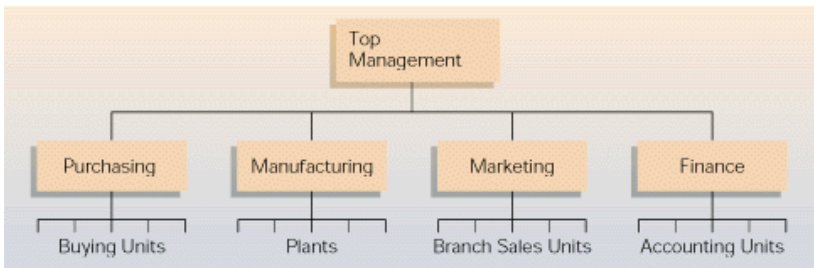 Top
Management
Purchasing
Manufacturing
Marketing
Finance
Buying Units
Plants
Branch Sales Units
Accounting Units